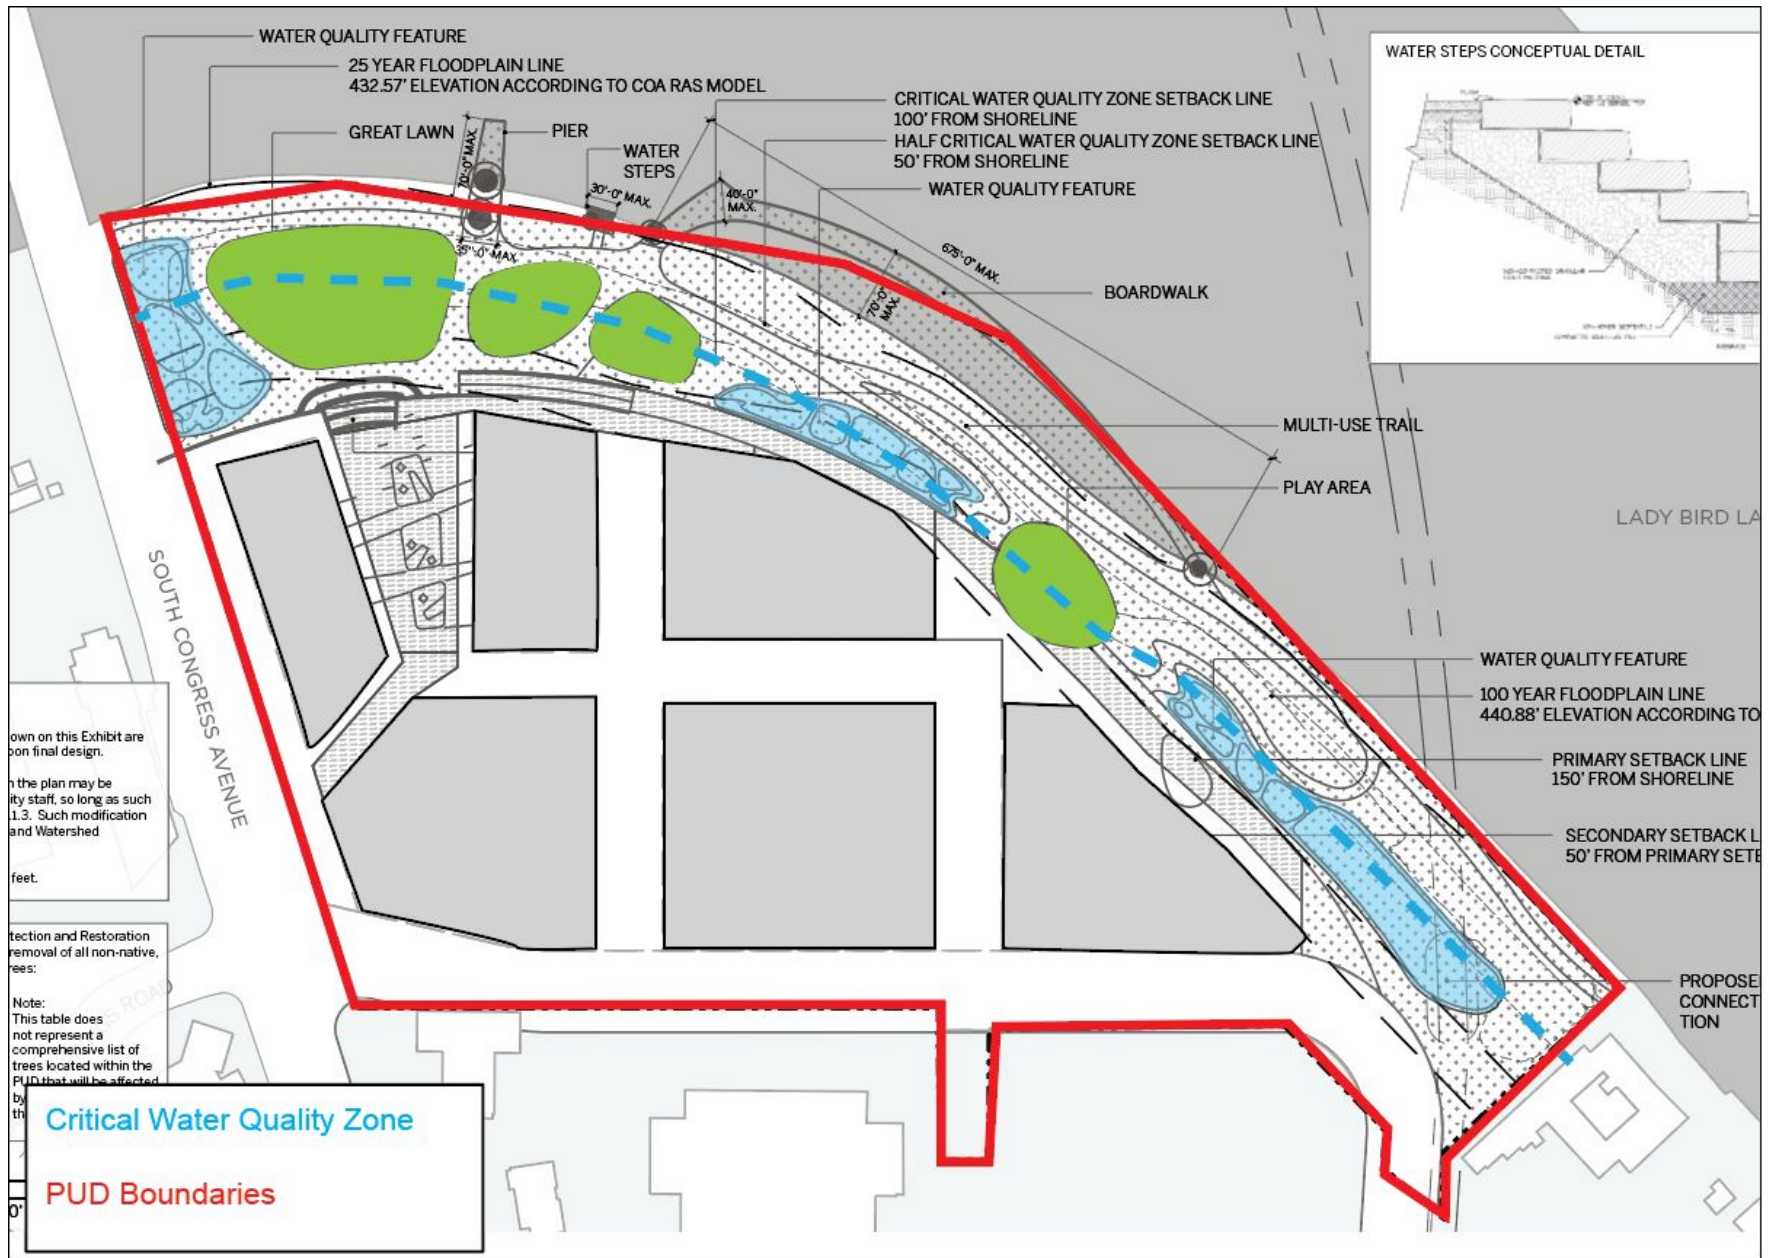 WATER QUALITY FEATURE
25 YEAR FLOODPLAIN LINE
432.57' ELEVATION ACCORDING TO COA RAS MODEL
GREAT LAWN
PIER
70'-0" MAX.
WATER
STEPS
30'-0" MAX.
35'-0" MAX.
CRITICAL WATER QUALITY ZONE SETBACK LINE
100' FROM SHORELINE
HALF CRITICAL WATER QUALITY ZONE SETBACK LINE
50' FROM SHORELINE
WATER QUALITY FEATURE
40'-0"
MAX.
675'-0" MAX.
70'-0"
MAX.
BOARDWALK
WATER STEPS CONCEPTUAL DETAIL
MULTI-USE TRAIL
PLAY AREA
LADY BIRD LA
WATER QUALITY FEATURE
100 YEAR FLOODPLAIN LINE
440.88' ELEVATION ACCORDING TO
PRIMARY SETBACK LINE
150' FROM SHORELINE
SECONDARY SETBACK L
50' FROM PRIMARY SETB
PROPOSE
CONNECT
TION
SOUTH CONGRESS AVENUE
own on this Exhibit are
pon final design.
n the plan may be
ity staff, so long as such
.1.3. Such modification
and Watershed
feet.
tection and Restoration
removal of all non-native,
rees:
Note:
This table does
not represent a
comprehensive list of
trees located within the
PUD that will be affected
by
th
ROAD
0'
Critical Water Quality Zone
PUD Boundaries